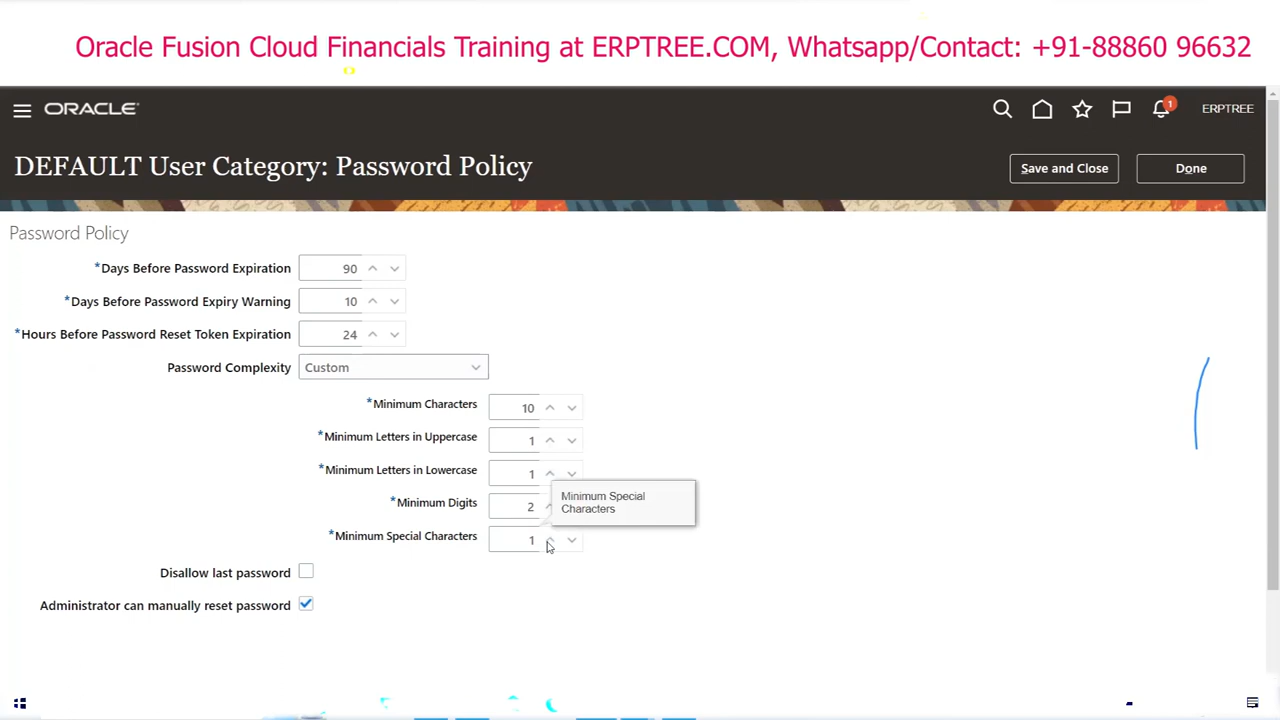 Oracle Fusion Cloud Financials Training at ERPTREE.COM, Whatsapp/Contact: +91-88860 96632
ORACLE
1
ERPTREE
DEFAULT User Category: Password Policy
Save and Close
Done
Password Policy
*Days Before Password Expiration 90
*Days Before Password Expiry Warning 10
*Hours Before Password Reset Token Expiration 24
Password Complexity Custom
*Minimum Characters 10
*Minimum Letters in Uppercase 1
*Minimum Letters in Lowercase 1
*Minimum Digits 2
Minimum Special
Characters
*Minimum Special Characters 1
Disallow last password
Administrator can manually reset password